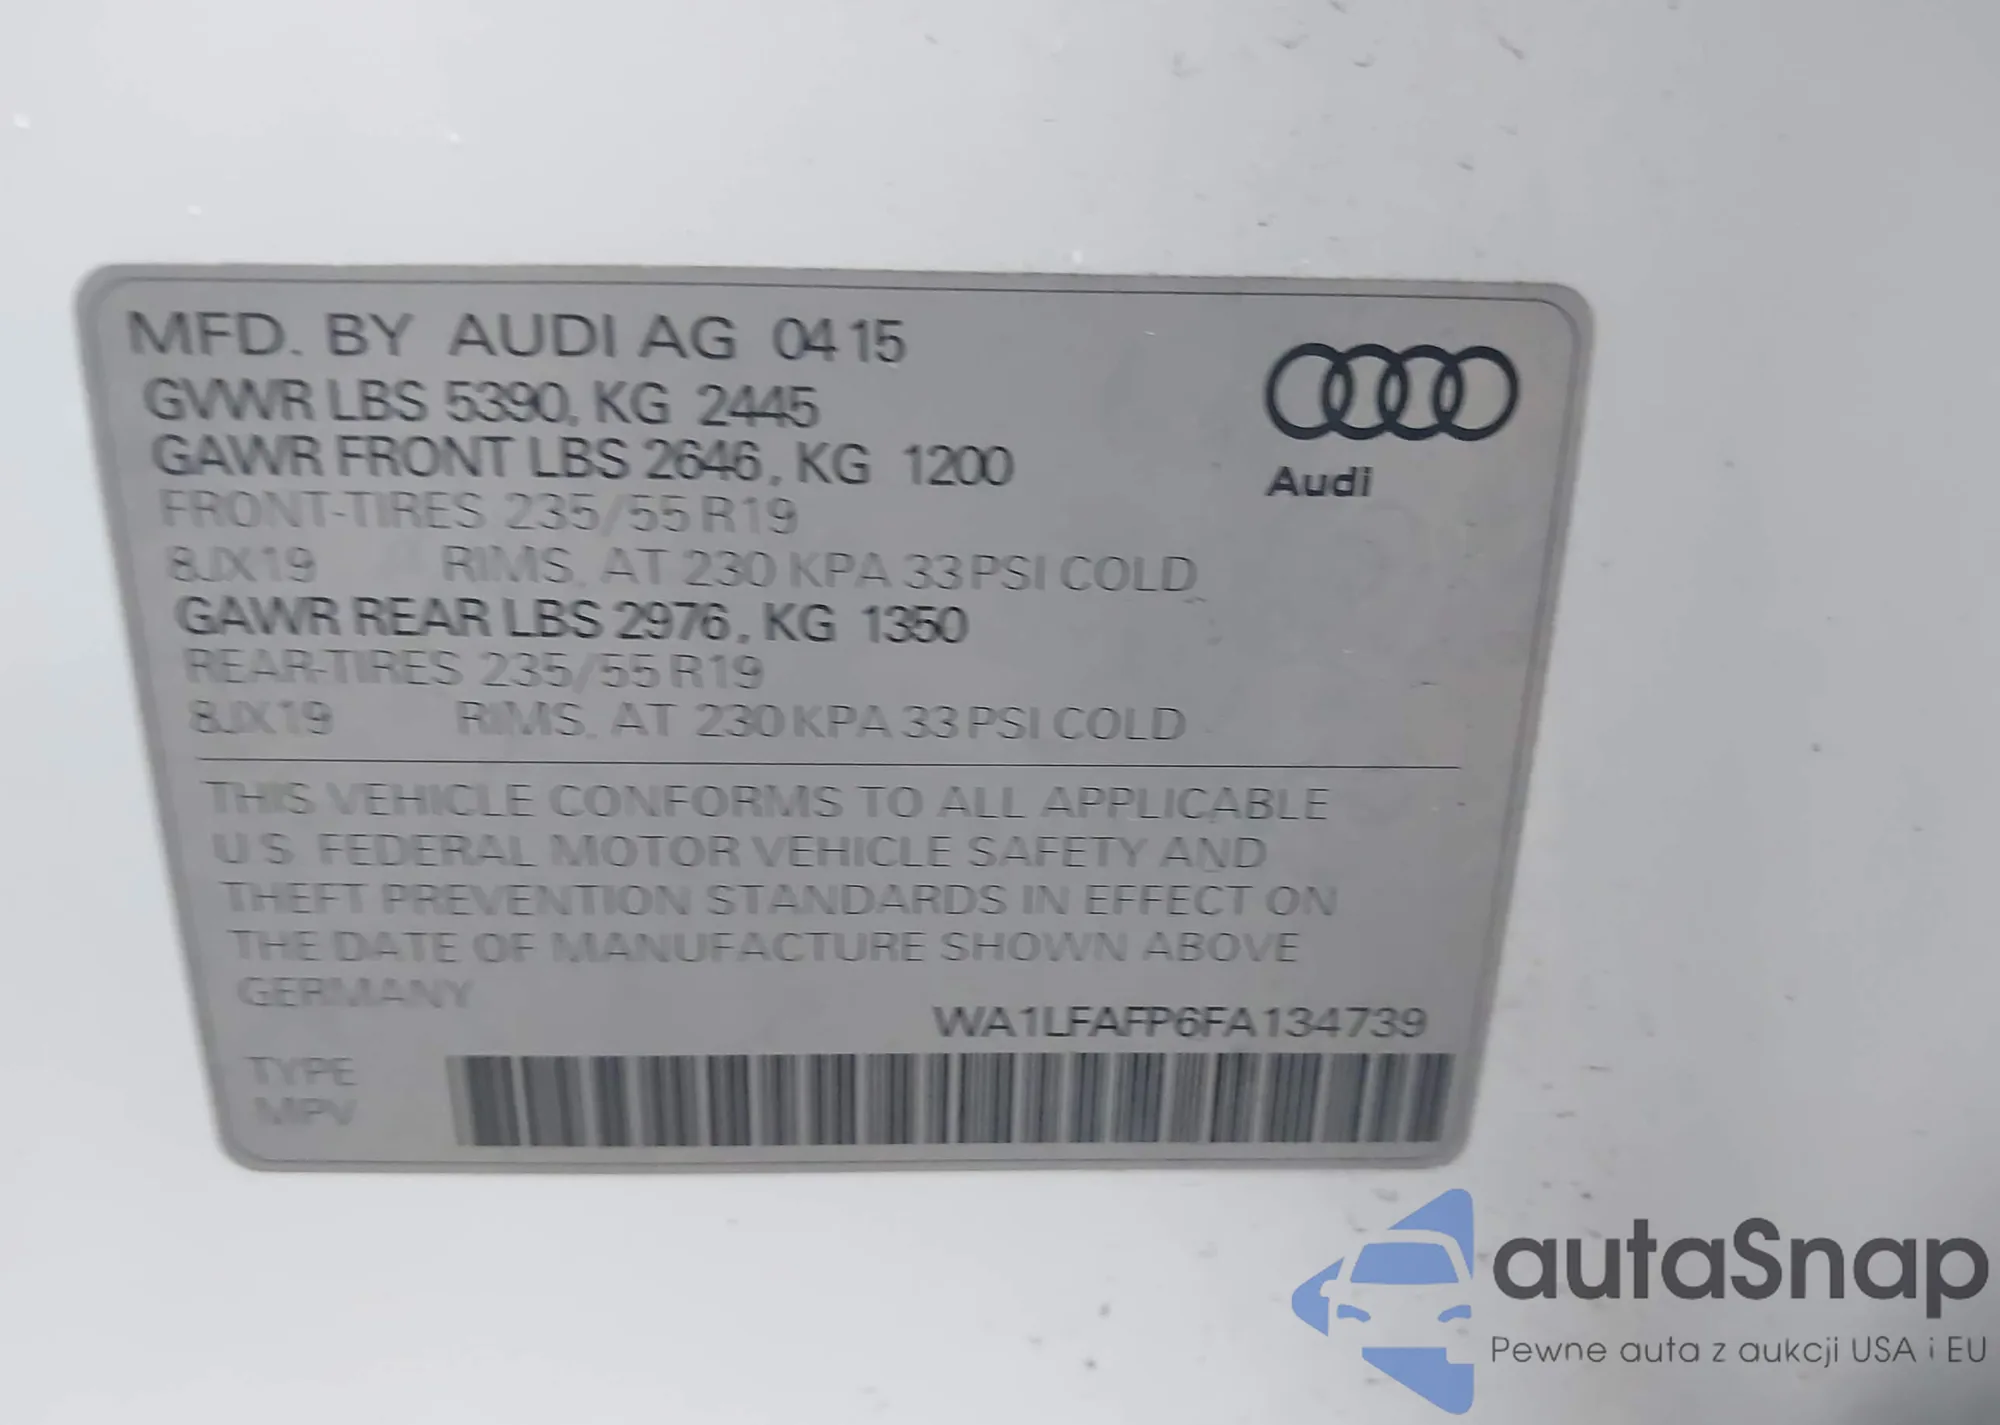 MFD. BY AUDI AG 0415
GVWR LBS 5390, KG 2445
GAWR FRONT LBS 2646, KG 1200
FRONT-TIRES 235/55 R19
8JX19 RIMS, AT 230 KPA 33 PSI COLD
GAWR REAR LBS 2976, KG 1350
REAR-TIRES 235/55 R19
8JX19 RIMS, AT 230 KPA 33 PSI COLD
Audi
THIS VEHICLE CONFORMS TO ALL APPLICABLE
U S FEDERAL MOTOR VEHICLE SAFETY AND
THEFT PREVENTION STANDARDS IN EFFECT ON
THE DATE OF MANUFACTURE SHOWN ABOVE
GERMANY
WA1LFAFP6FA134739
TYPE
MPV
autaSnap
Pewne auta z aukcji USA i EU